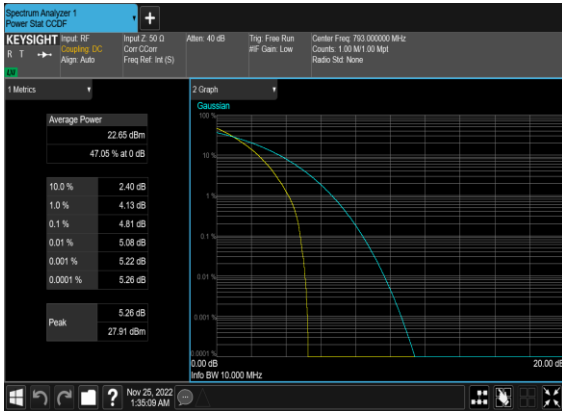 Spectrum Analyzer 1
Power Stat CCDF
+
KEYSIGHT
R T
LXI
Input: RF
Coupling: DC
Align: Auto
Input Z: 50 Ω
Corr CCorr
Freq Ref: Int (S)
Atten: 40 dB
Trig: Free Run
#IF Gain: Low
Center Freq: 793.000000 MHz
Counts: 1.00 M/1.00 Mpt
Radio Std: None
1 Metrics
Average Power
22.65 dBm
47.05 % at 0 dB
10.0 % 2.40 dB
1.0 % 4.13 dB
0.1 % 4.81 dB
0.01 % 5.08 dB
0.001 % 5.22 dB
0.0001 % 5.26 dB
Peak
5.26 dB
27.91 dBm
2 Graph
Gaussian
100 %
10 %
1 %
0.1 %
0.01 %
0.001 %
0.0001 %
0.00 dB
20.00 dB
Info BW 10.000 MHz
?
Nov 25, 2022
1:35:09 AM